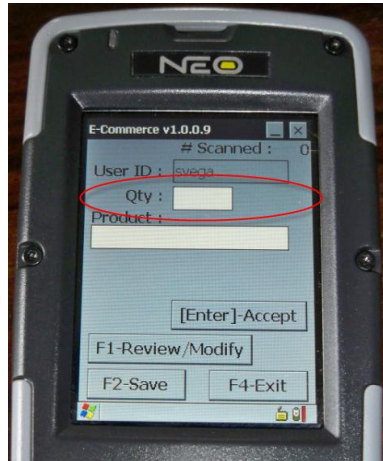 NEO
E-Commerce v1.0.0.9
# Scanned : 0
User ID : svega
Qty :
Product :
[Enter]-Accept
F1-Review/Modify
F2-Save F4-Exit